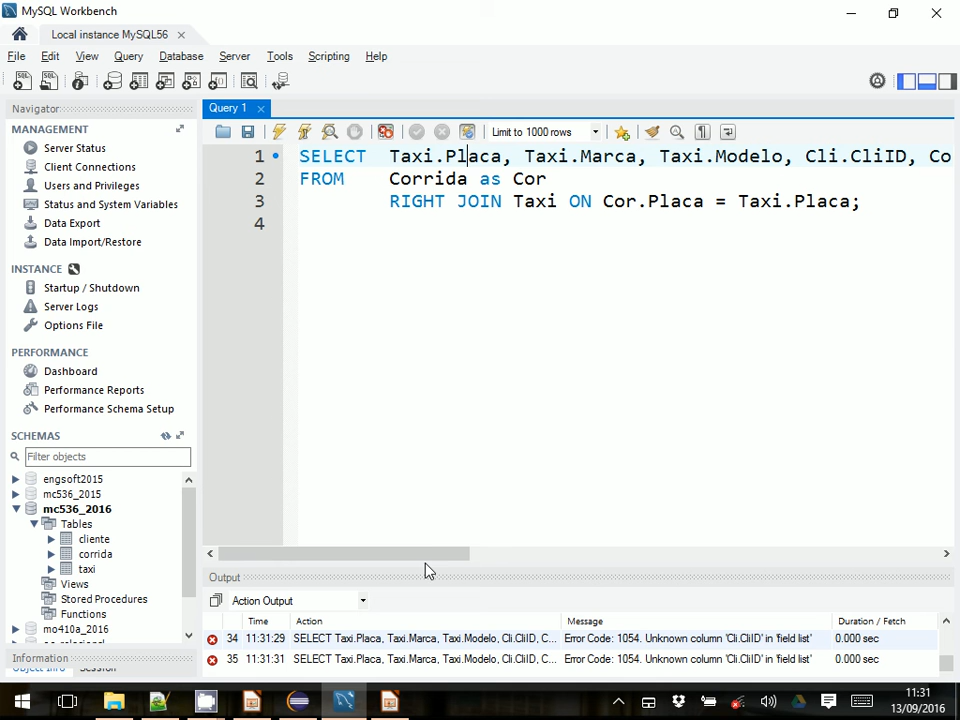 MySQL Workbench
Local instance MySQL56
File Edit View Query Database Server Tools Scripting Help
Navigator
Query 1
MANAGEMENT
Server Status
Client Connections
Users and Privileges
Status and System Variables
Data Export
Data Import/Restore
INSTANCE
Startup / Shutdown
Server Logs
Options File
PERFORMANCE
Dashboard
Performance Reports
Performance Schema Setup
SCHEMAS
Filter objects
engsoft2015
mc536_2015
mc536_2016
Tables
cliente
corrida
taxi
Views
Stored Procedures
Functions
mo410a_2016
Information
Object Info Session
Limit to 1000 rows
1 SELECT Taxi.Placa, Taxi.Marca, Taxi.Modelo, Cli.CliID, Co
2 FROM Corrida as Cor
3 RIGHT JOIN Taxi ON Cor.Placa = Taxi.Placa;
4
Output
Action Output
Time Action Message Duration / Fetch
34 11:31:29 SELECT Taxi.Placa, Taxi.Marca, Taxi.Modelo, Cli.CliID, C... Error Code: 1054. Unknown column 'Cli.CliID' in 'field list' 0.000 sec
35 11:31:31 SELECT Taxi.Placa, Taxi.Marca, Taxi.Modelo, Cli.CliID, C... Error Code: 1054. Unknown column 'Cli.CliID' in 'field list' 0.000 sec
11:31
13/09/2016